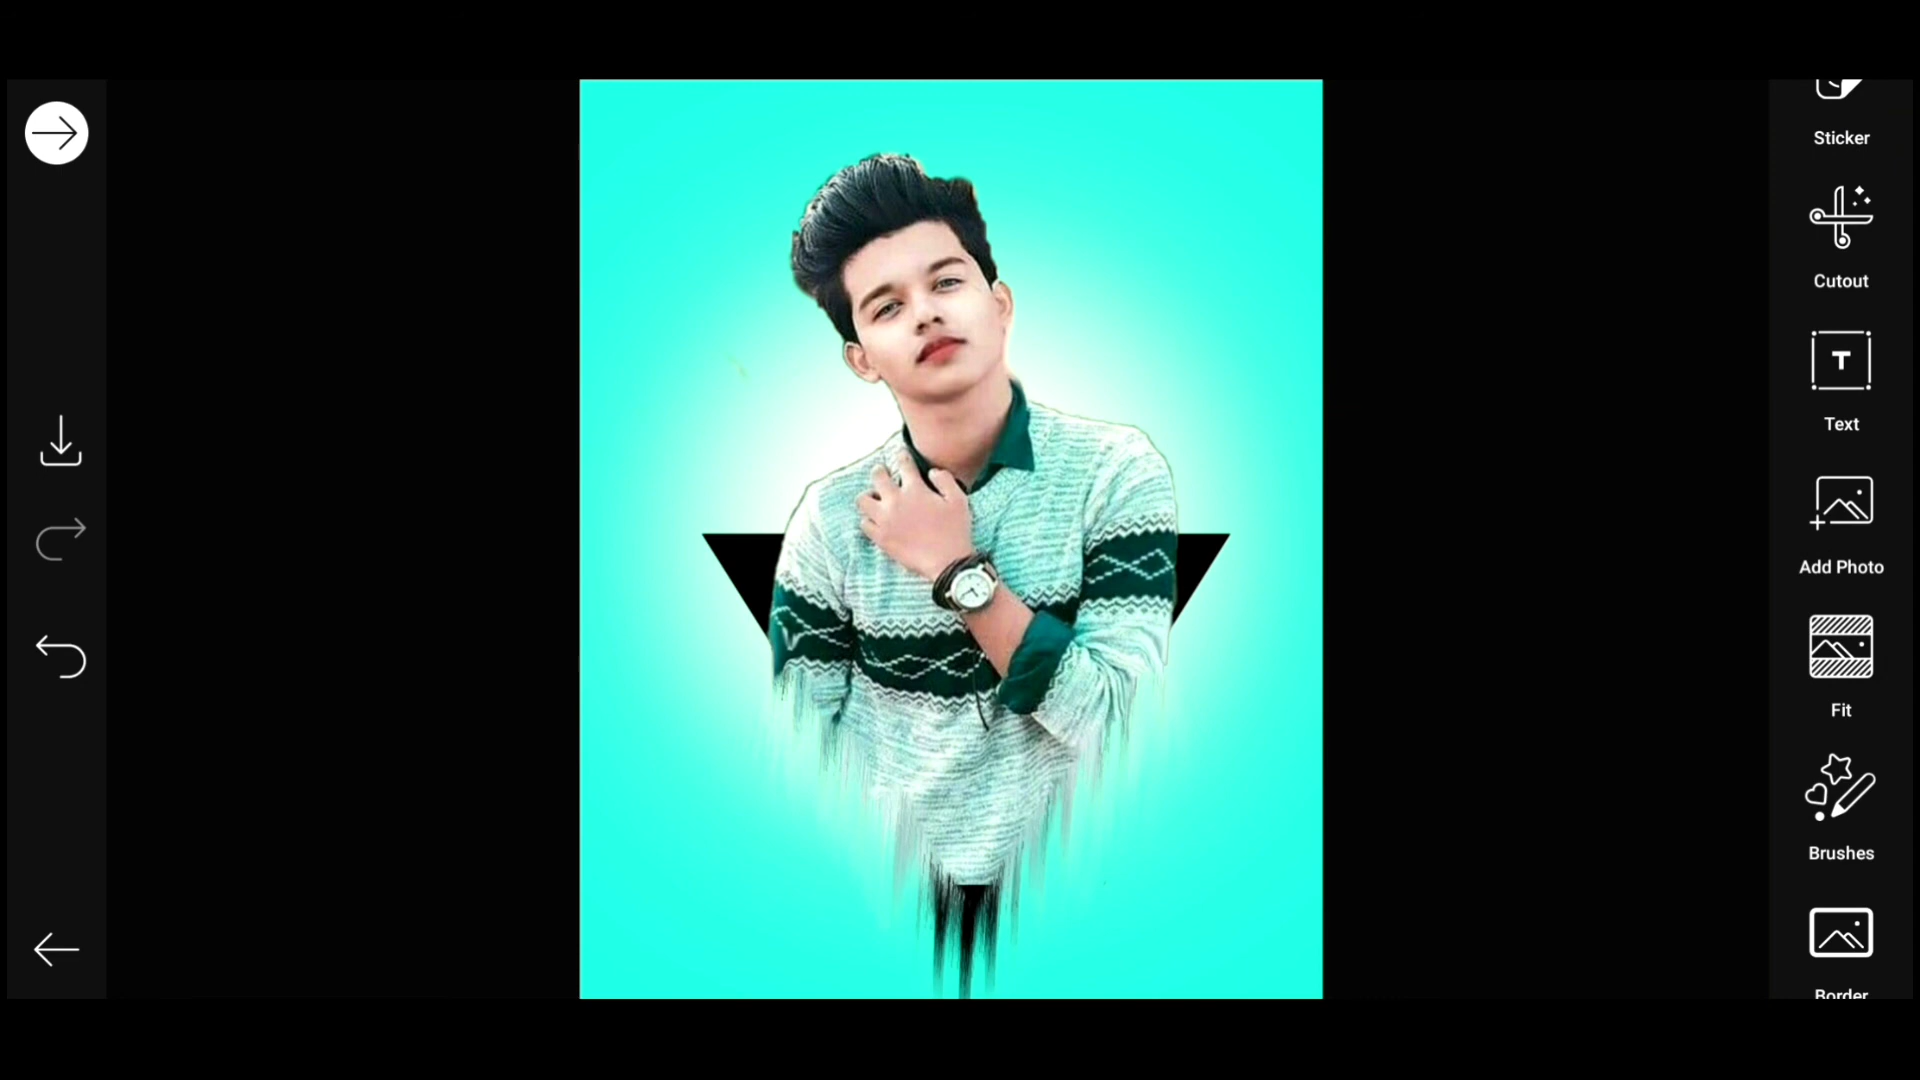 Sticker
Cutout
T
Text
Add Photo
Fit
Brushes
Border